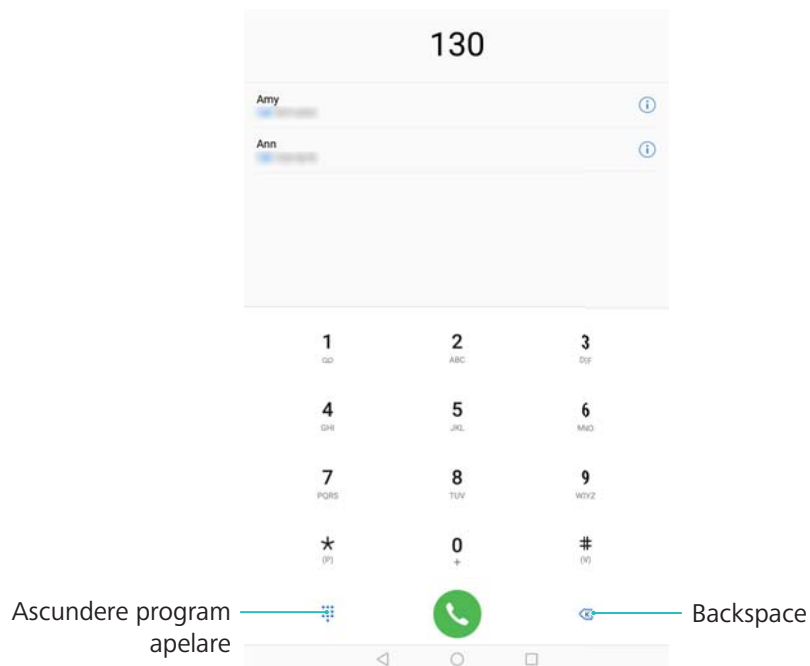 130
Amy
Ann
1 2 3
ABC DEF
4 5 6
GHI JKL MNO
7 8 9
PQRS TUV WXYZ
* 0 #
(P) + (W)
Ascundere program apelare
Backspace